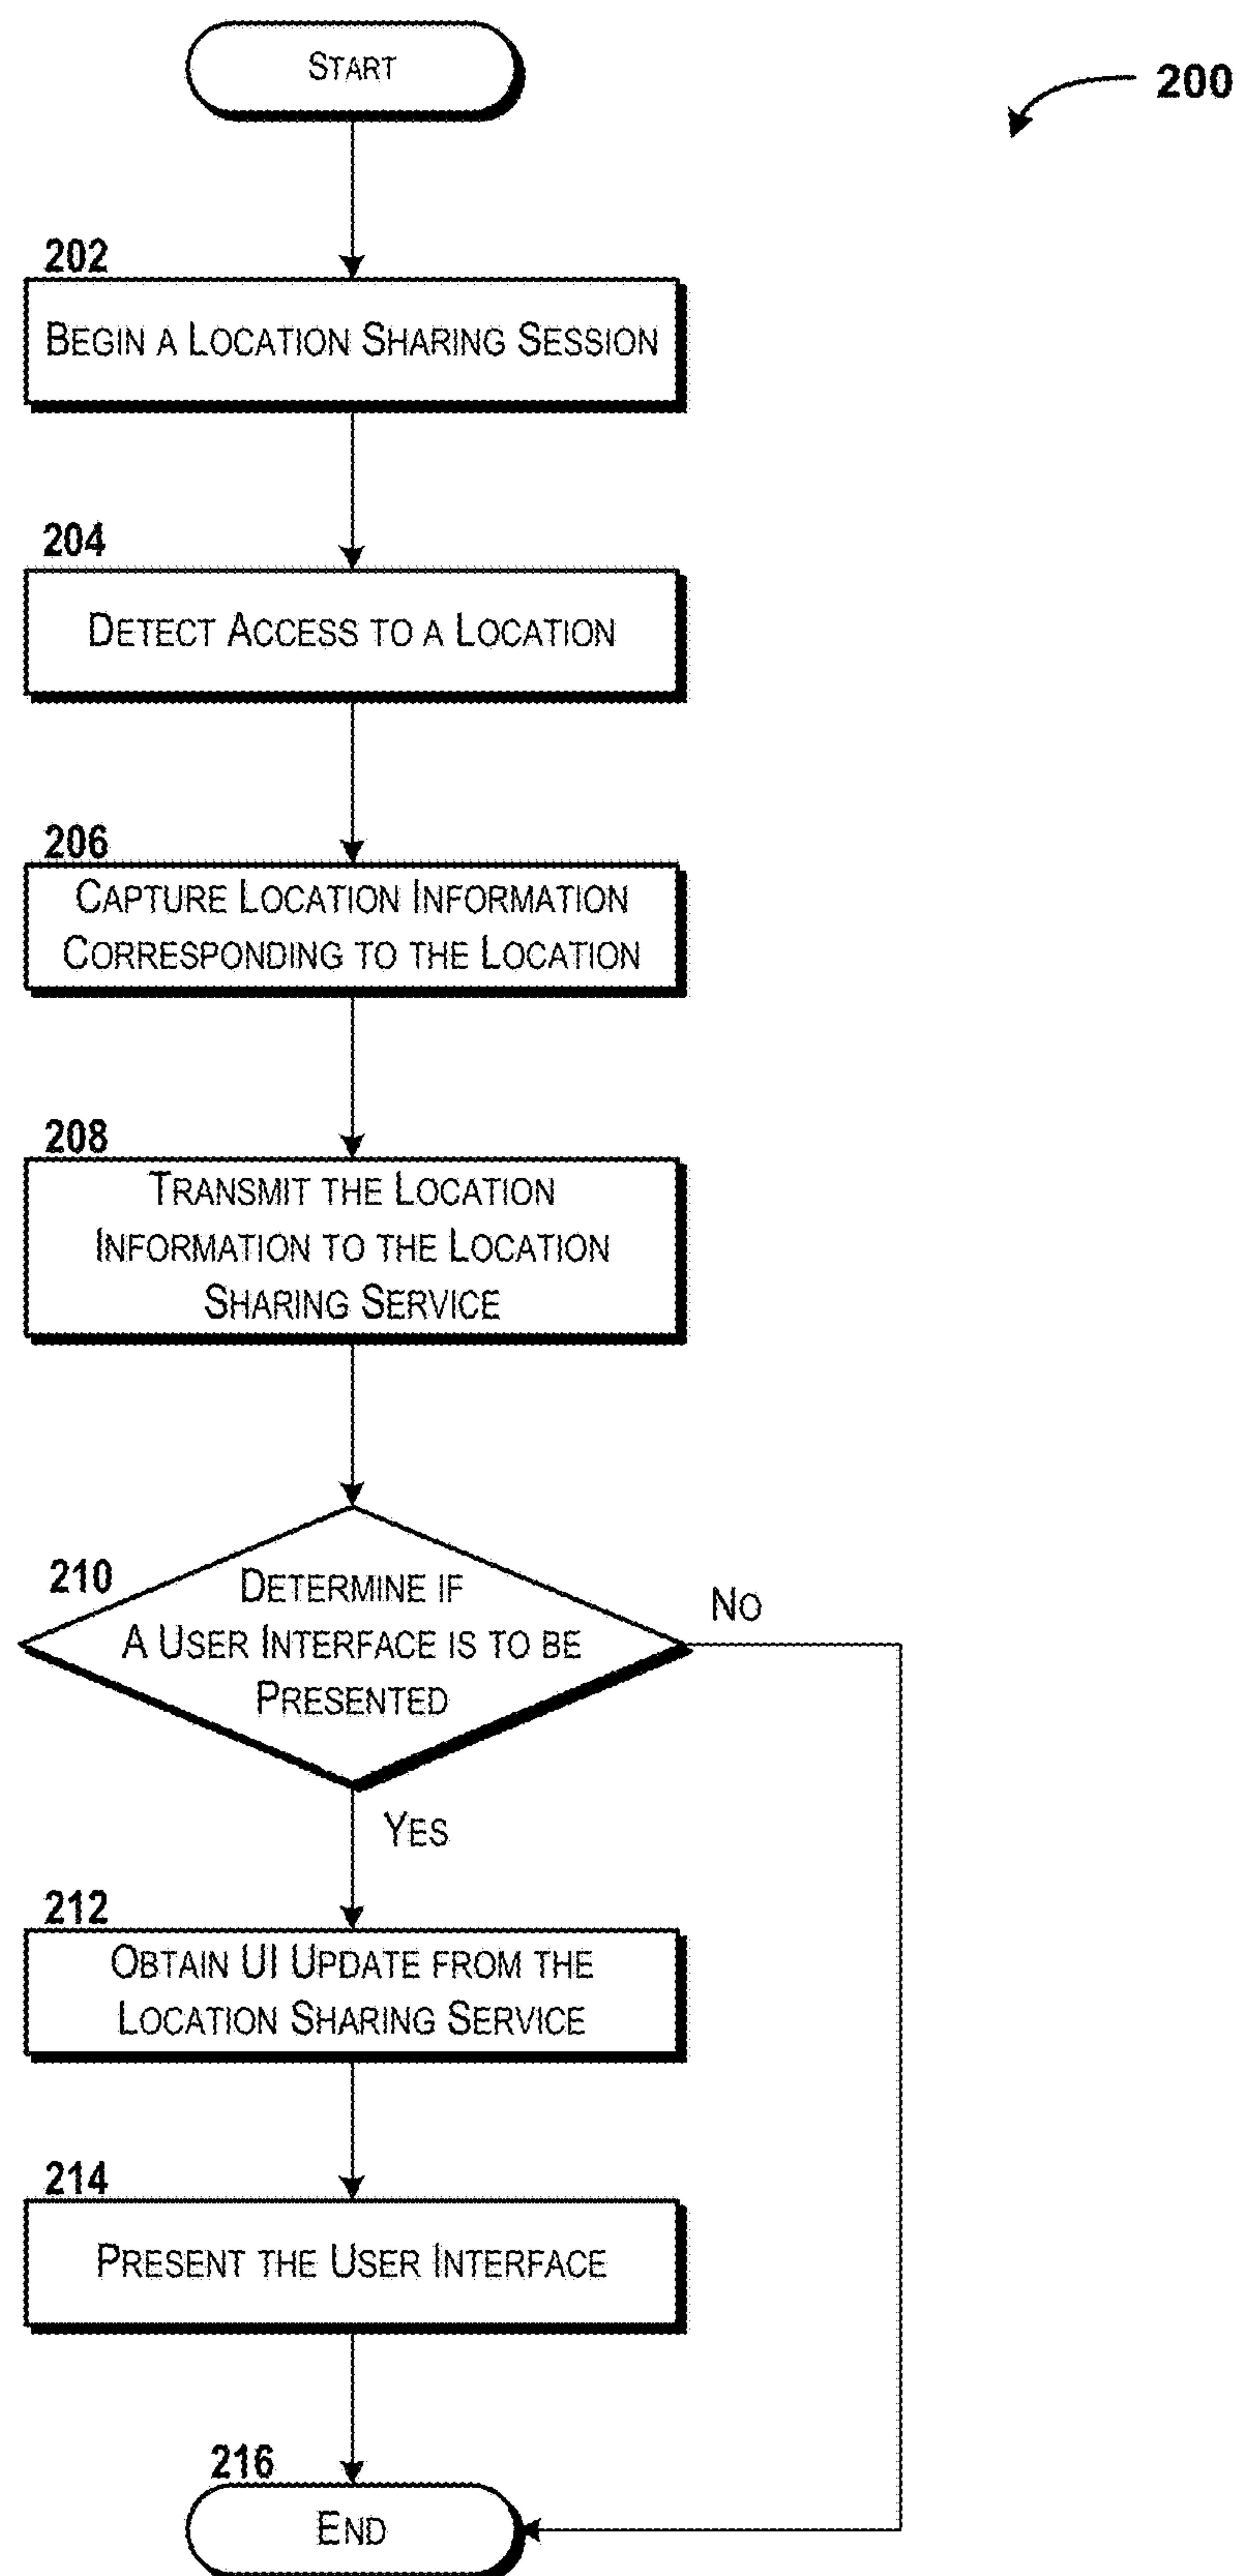 START
200
202
BEGIN A LOCATION SHARING SESSION
204
DETECT ACCESS TO A LOCATION
206
CAPTURE LOCATION INFORMATION
CORRESPONDING TO THE LOCATION
208
TRANSMIT THE LOCATION
INFORMATION TO THE LOCATION
SHARING SERVICE
210
DETERMINE IF
A USER INTERFACE IS TO BE
PRESENTED
NO
YES
212
OBTAIN UI UPDATE FROM THE
LOCATION SHARING SERVICE
214
PRESENT THE USER INTERFACE
216
END